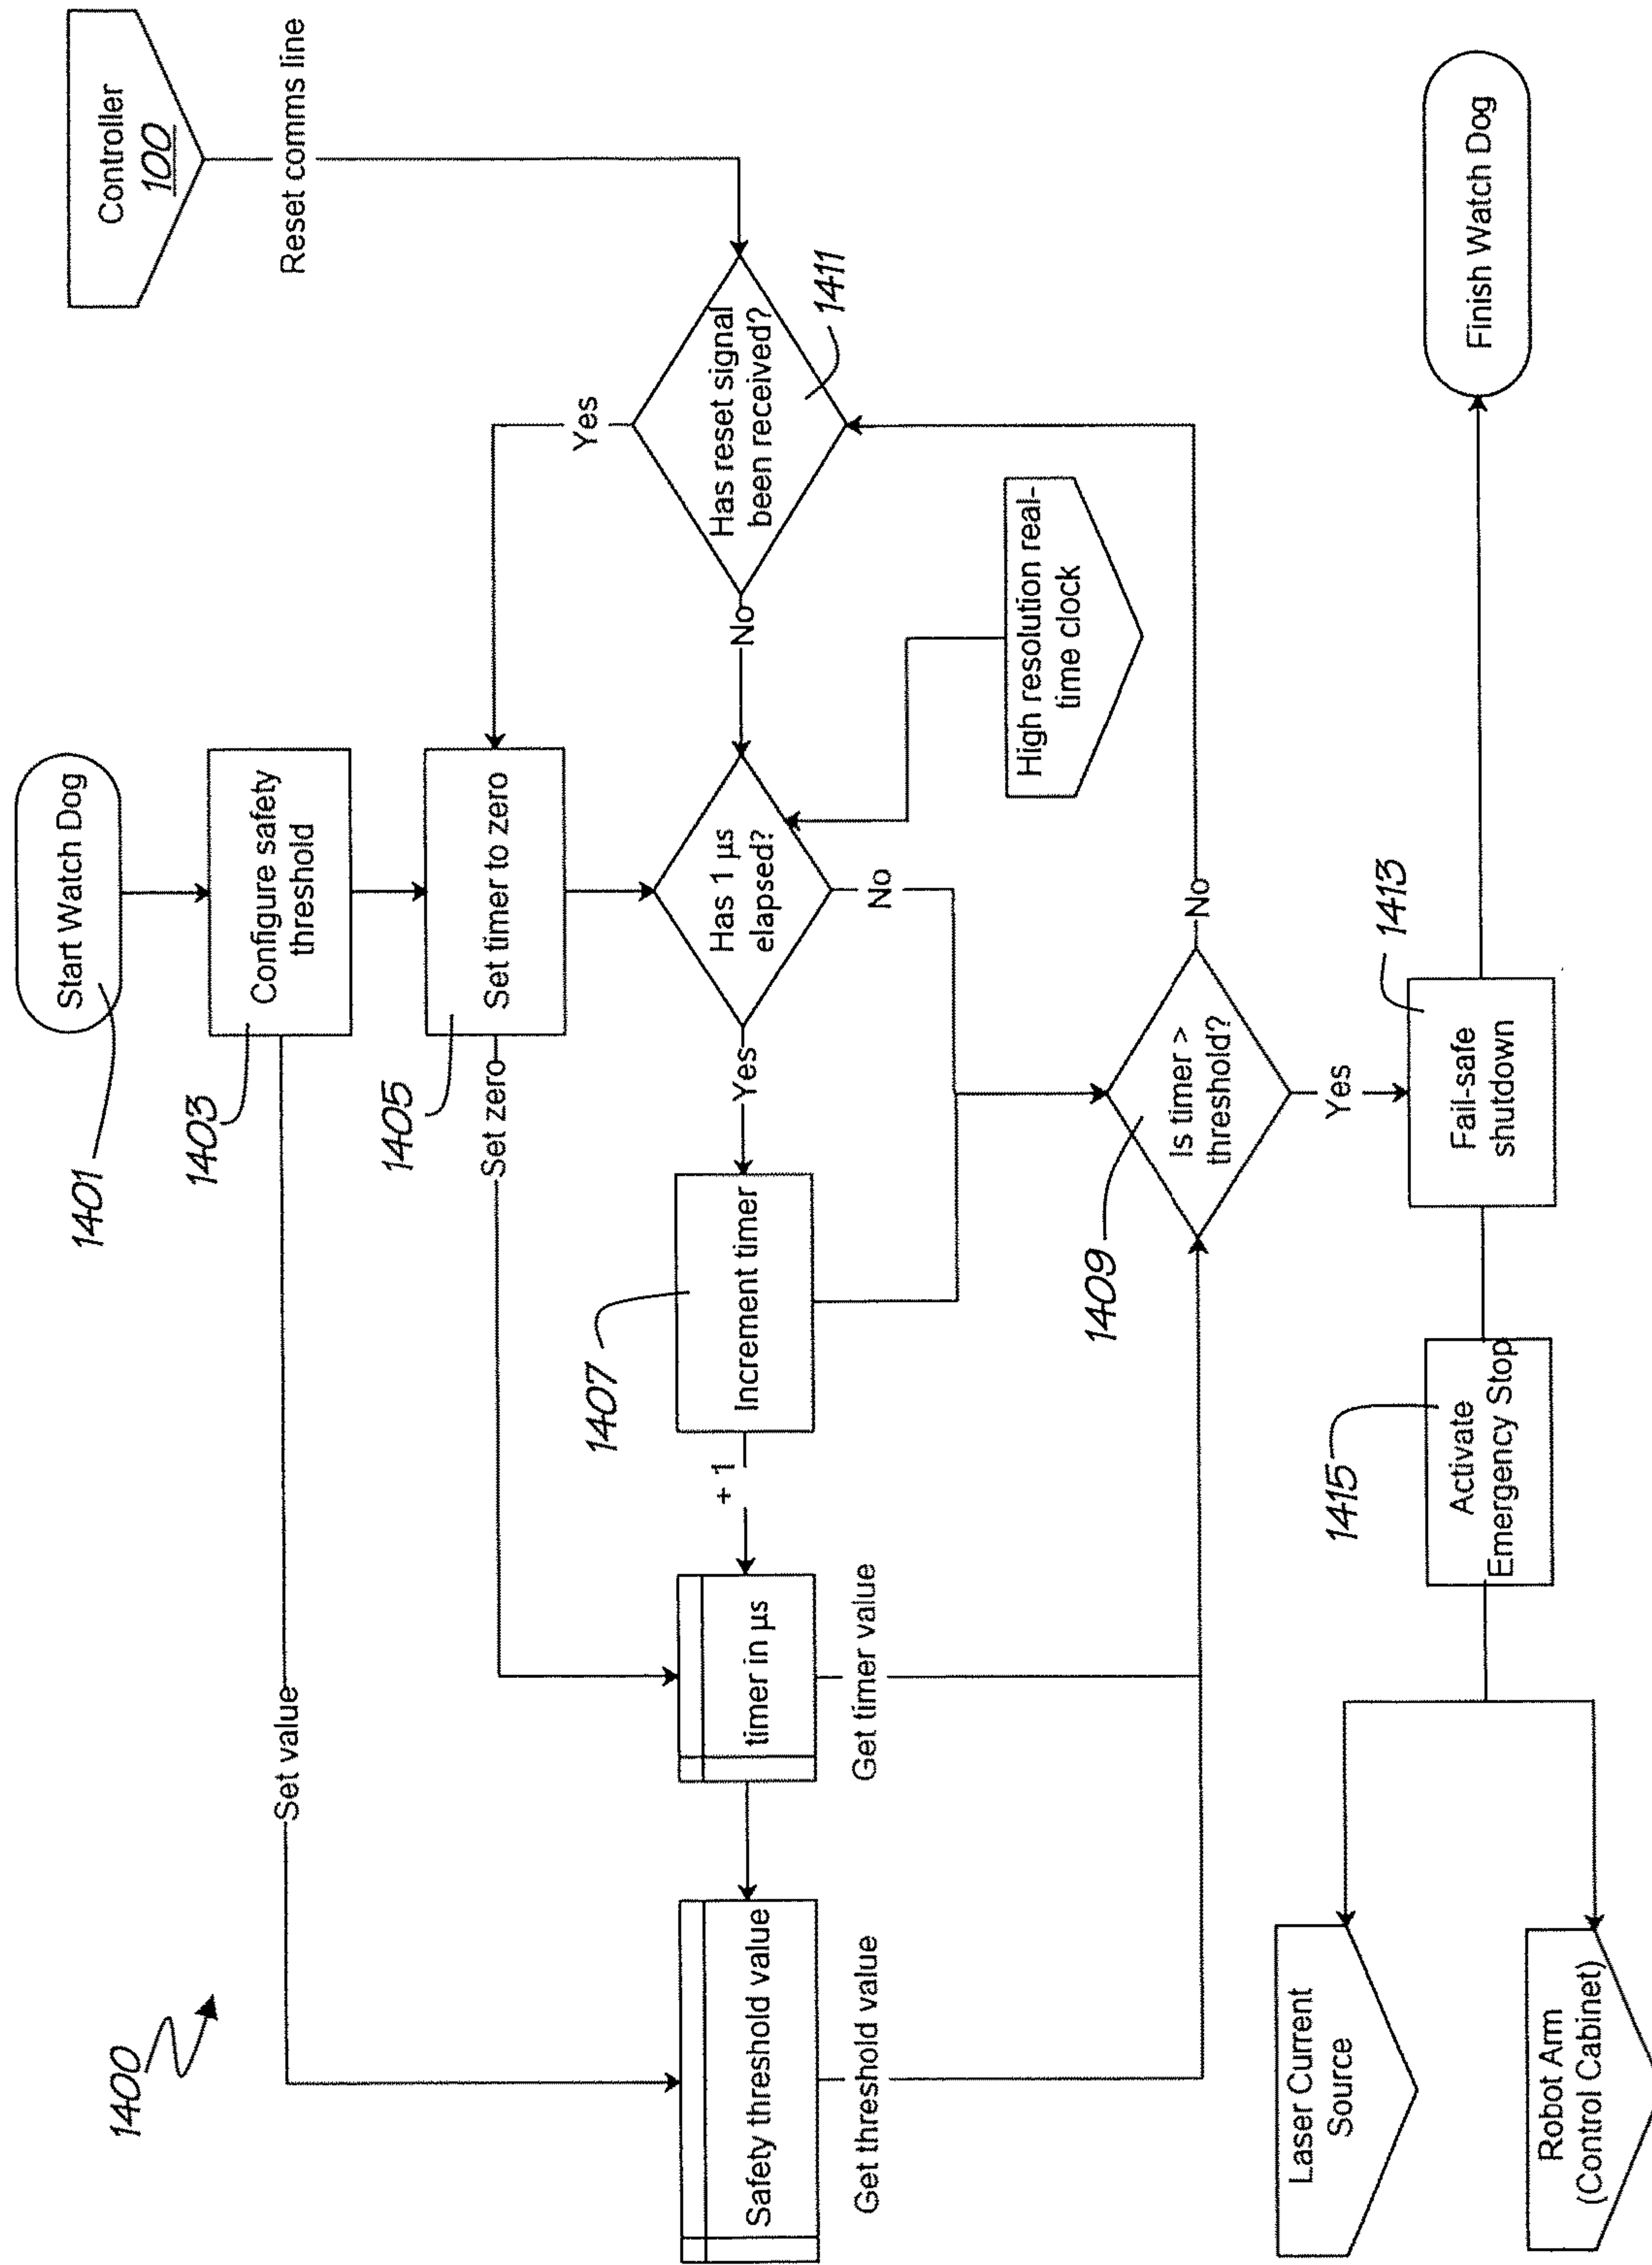 1400
Start Watch Dog
1401
Controller
100
Reset comms line
Configure safety
threshold
1403
Set value
Set timer to zero
1405
Set zero
Yes
Has reset signal
been received?
1411
No
Has 1 µs
elapsed?
Yes
No
Increment timer
1407
+ 1
timer in µs
Get timer value
Safety threshold value
Get threshold value
High resolution real-
time clock
Is timer >
threshold?
1409
No
Yes
Fail-safe
shutdown
1413
Activate
Emergency Stop
1415
Laser Current
Source
Robot Arm
(Control Cabinet)
Finish Watch Dog